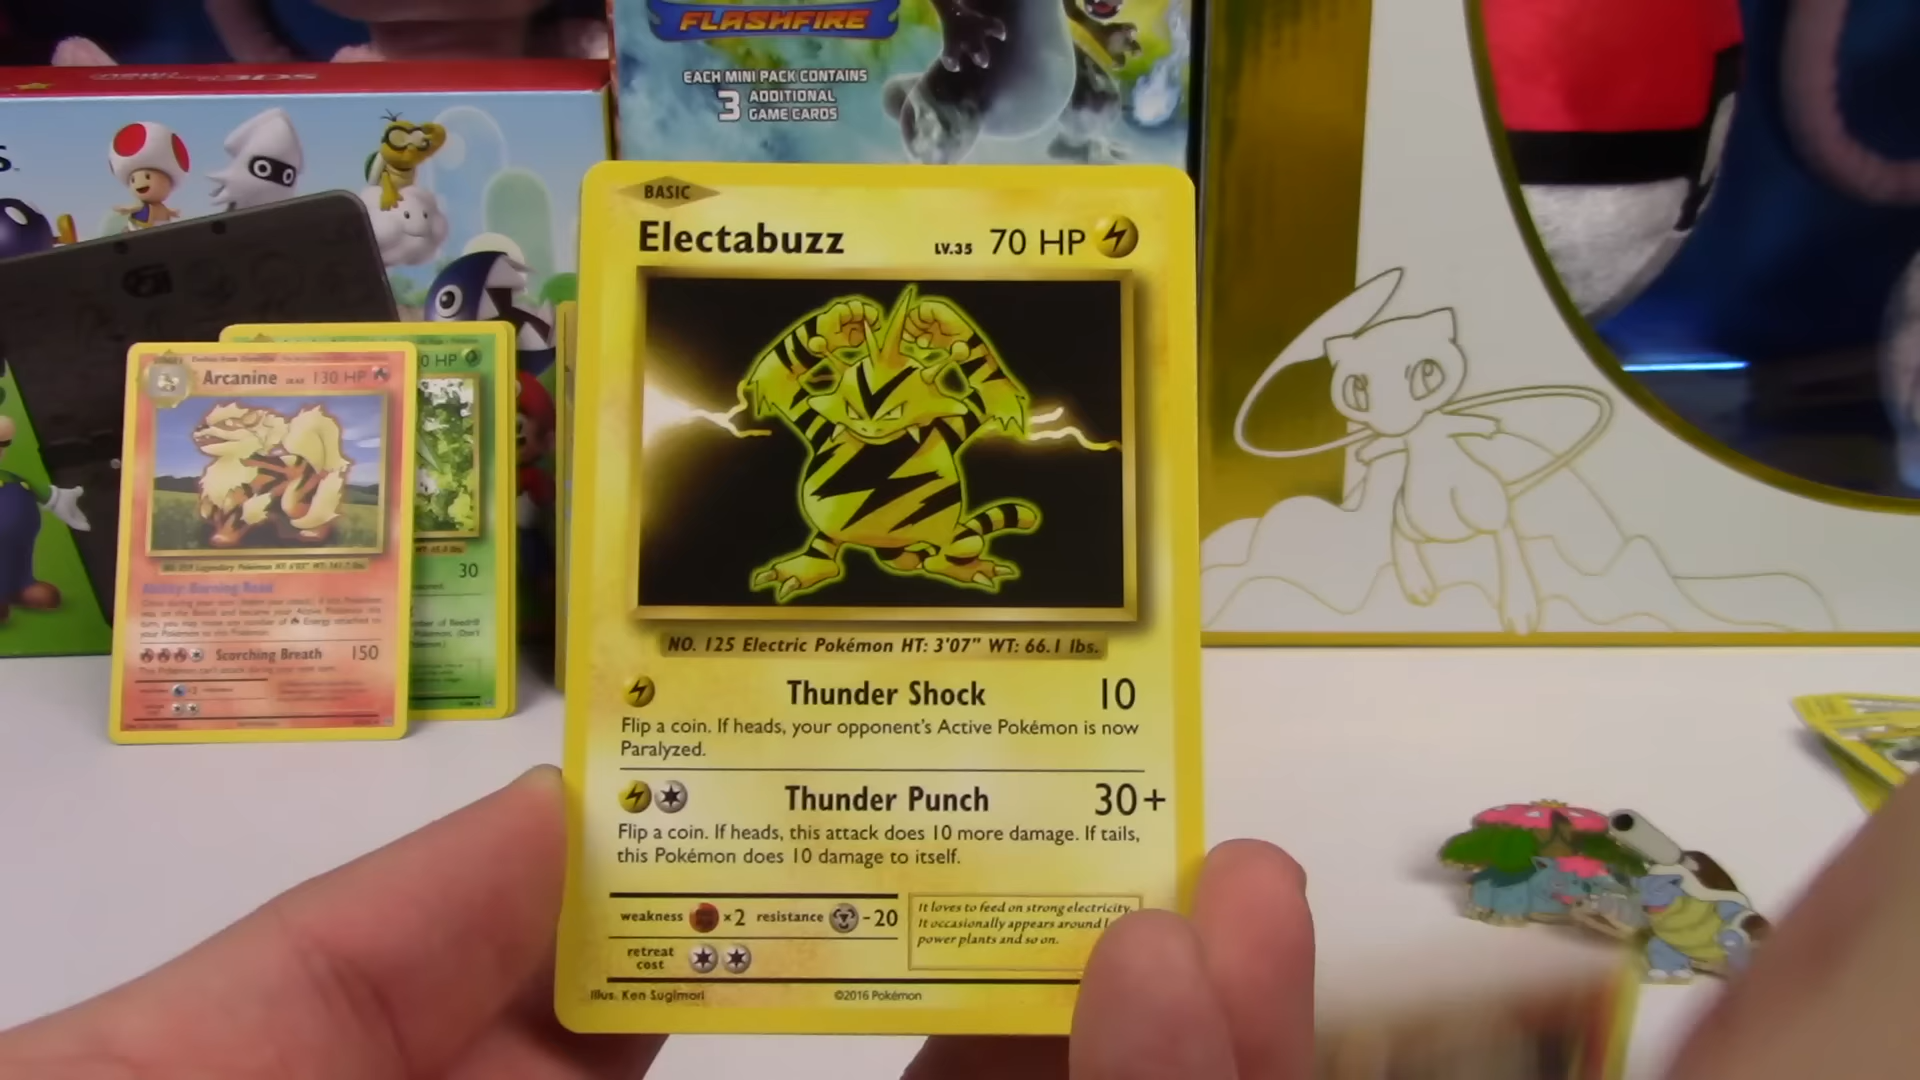 FLASHFIRE
EACH MINI PACK CONTAINS
3 ADDITIONAL
GAME CARDS
BASIC
Electabuzz LV.35 70 HP
NO. 125 Electric Pokémon HT: 3'07" WT: 66.1 lbs.
Thunder Shock 10
Flip a coin. If heads, your opponent's Active Pokémon is now
Paralyzed.
Thunder Punch 30+
Flip a coin. If heads, this attack does 10 more damage. If tails,
this Pokémon does 10 damage to itself.
weakness ×2 resistance -20
It loves to feed on strong electricity.
It occasionally appears around
power plants and so on.
retreat
cost
Illus. Ken Sugimori ©2016 Pokémon
Arcanine 130 HP
Ability: Burning Road
Scorching Breath 150
HP
30